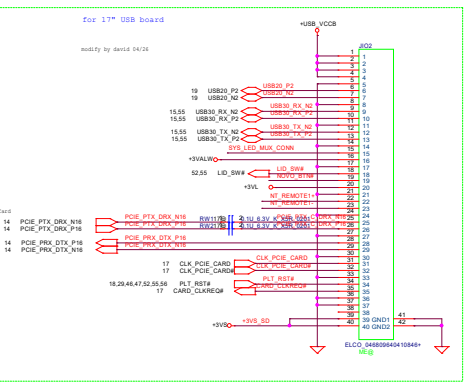 for 17" USB board
+USB_VCCB
modify by david 04/26
JIO2
1
2
3
4
5
19 USB20_P2 USB20_P2 6
19 USB20_N2 USB20_N2 7
8
15,55 USB30_RX_N2 USB30_RX_N2 9
15,55 USB30_RX_P2 USB30_RX_P2 10
11
15,55 USB30_TX_N2 USB30_TX_N2 12
15,55 USB30_TX_P2 USB30_TX_P2 13
14
SYS_LED_MUX_CONN 15
+3VALW 16
17
52,55 LID_SW# LID_SW# 18
NOVO_BTN# 19
+3VL 20
21
NT_REMOTE1+ 22
NT_REMOTE1- 23
24
Card
14 PCIE_PTX_DRX_N16 PCIE_PTX_DRX_N16 25
14 PCIE_PTX_DRX_P16 PCIE_PTX_DRX_P16 0.1U_6.3V_K_X5R_0201 26
27
14 PCIE_PRX_DTX_P16 PCIE_PRX_DTX_P16 28
14 PCIE_PRX_DTX_N16 PCIE_PRX_DTX_N16 29
30
17 CLK_PCIE_CARD CLK_PCIE_CARD 31
17 CLK_PCIE_CARD# CLK_PCIE_CARD# 32
33
18,29,46,47,52,55,56 PLT_RST# PLT_RST# 34
17 CARD_CLKREQ# CARD_CLKREQ# 35
36
37
38
39 GND1 41
+3VS +3VS_SD 40 GND2 42
ELCO_046809640410846+
ME@